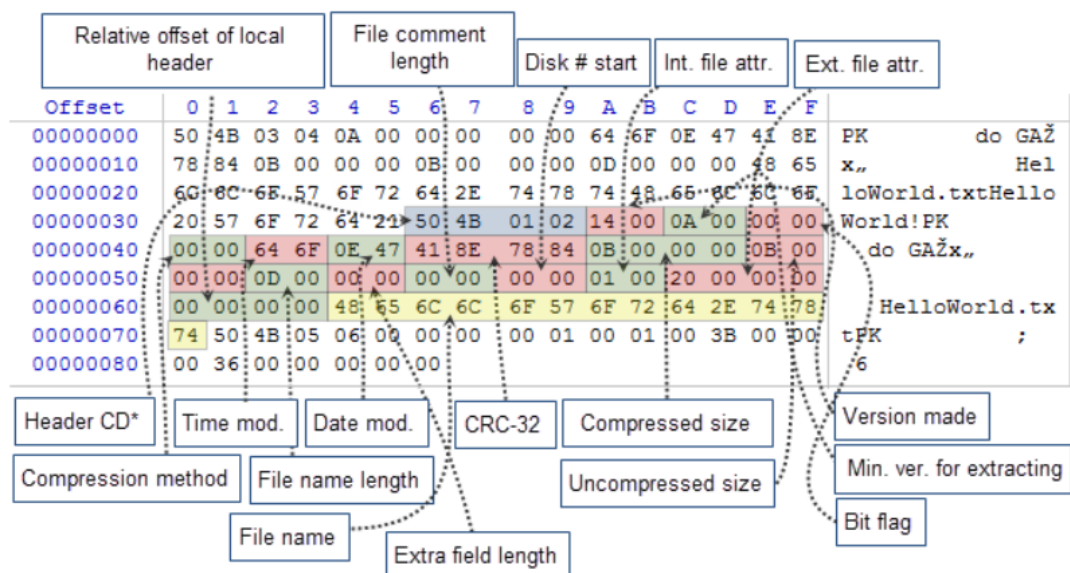 Relative offset of local header
File comment length
Disk # start
Int. file attr.
Ext. file attr.
Offset 0 1 2 3 4 5 6 7 8 9 A B C D E F
00000000 50 4B 03 04 0A 00 00 00 00 00 64 6F 0E 47 41 8E PK do GAŽ
00000010 78 84 0B 00 00 00 0B 00 00 00 0D 00 00 00 48 65 x„ Hel
00000020 6C 6C 6F 57 6F 72 64 2E 74 78 74 48 65 6C 6C 6F loWorld.txtHello
00000030 20 57 6F 72 64 21 50 4B 01 02 14 00 0A 00 00 00 World!PK
00000040 00 00 64 6F 0E 47 41 8E 78 84 0B 00 00 00 0B 00 do GAŽx„
00000050 00 00 0D 00 00 00 00 00 00 00 01 00 20 00 00 00
00000060 00 00 00 00 48 65 6C 6C 6F 57 6F 72 64 2E 74 78 HelloWorld.tx
00000070 74 50 4B 05 06 00 00 00 00 01 00 01 00 3B 00 00 tPK ;
00000080 00 36 00 00 00 00 00 6
Header CD*
Time mod.
Date mod.
CRC-32
Compressed size
Version made
Compression method
File name length
Uncompressed size
Min. ver. for extracting
File name
Extra field length
Bit flag